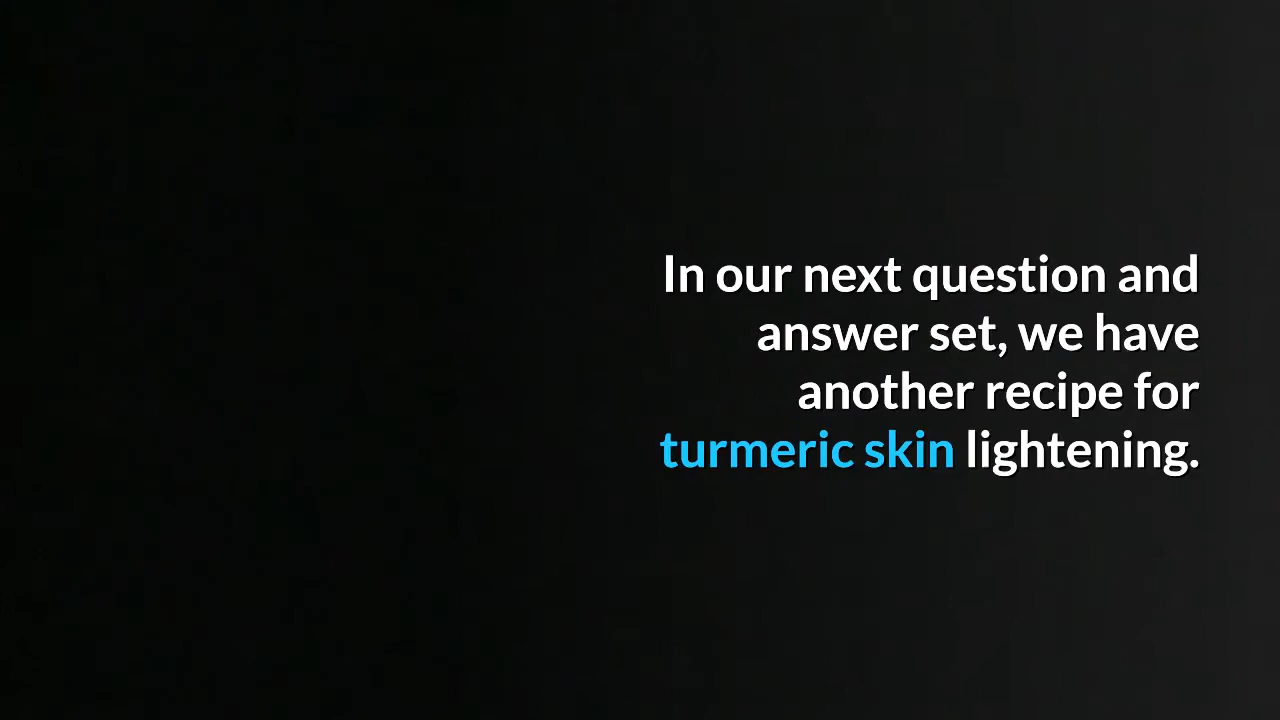 In our next question and
answer set, we have
another recipe for
turmeric skin lightening.